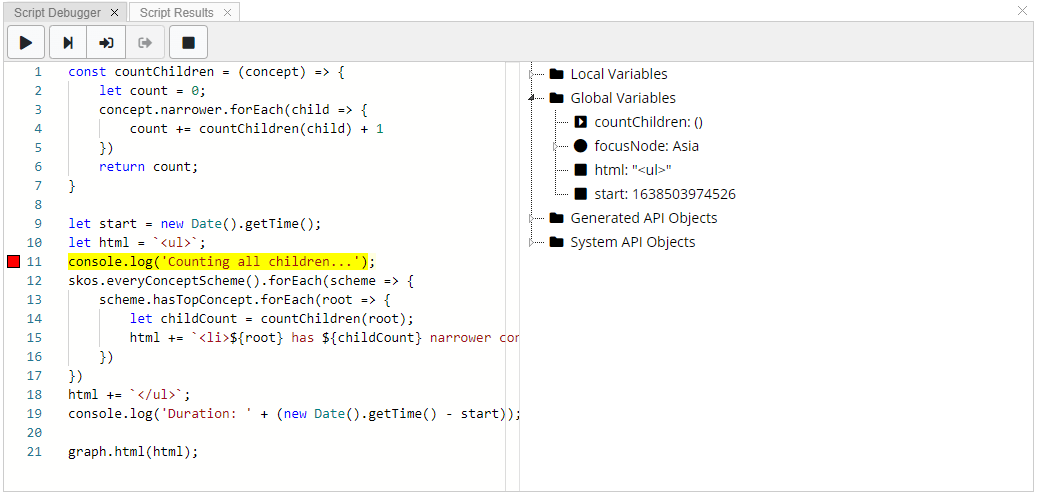 Script Debugger ×
Script Results ×
1 const countChildren = (concept) => {
2 let count = 0;
3 concept.narrower.forEach(child => {
4 count += countChildren(child) + 1
5 })
6 return count;
7 }
8
9 let start = new Date().getTime();
10 let html = `<ul>`;
11 console.log('Counting all children...');
12 skos.everyConceptScheme().forEach(scheme => {
13 scheme.hasTopConcept.forEach(root => {
14 let childCount = countChildren(root);
15 html += `<li>${root} has ${childCount} narrower con
16 })
17 })
18 html += `</ul>`;
19 console.log('Duration: ' + (new Date().getTime() - start));
20
21 graph.html(html);
Local Variables
Global Variables
countChildren: ()
focusNode: Asia
html: "<ul>"
start: 1638503974526
Generated API Objects
System API Objects